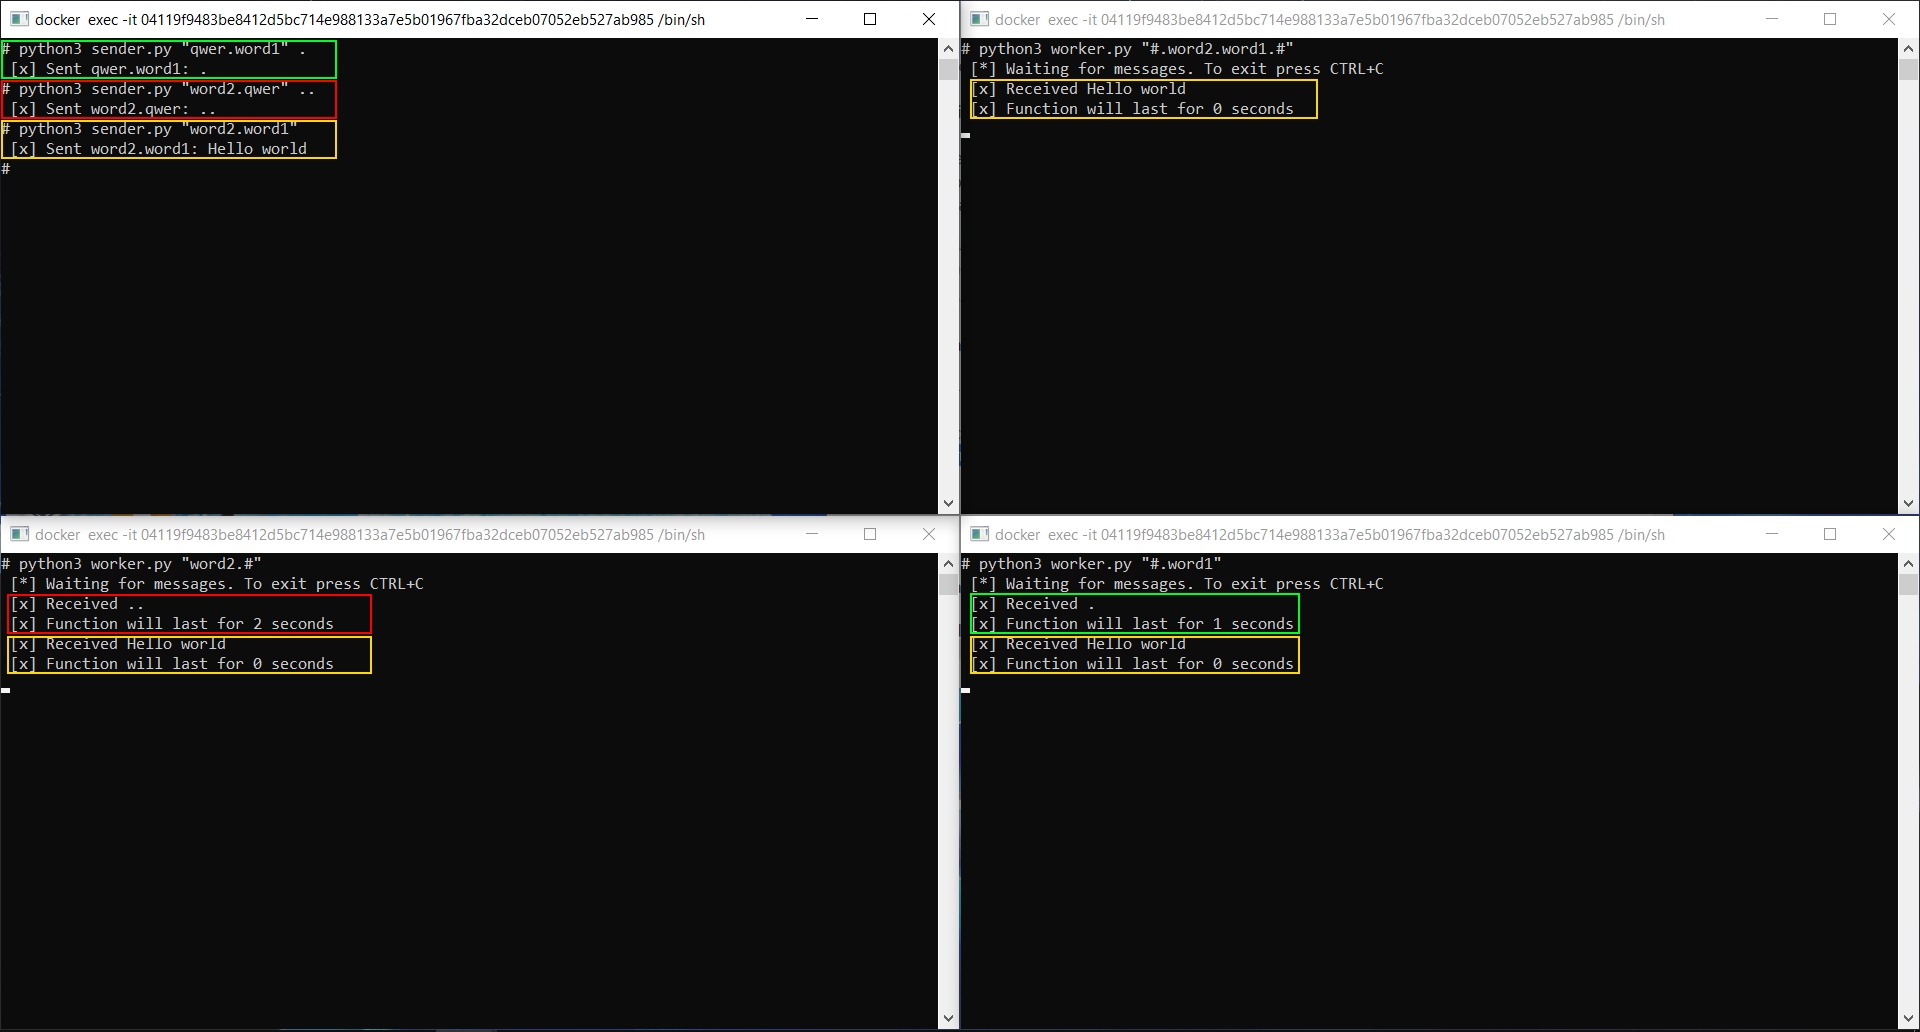 docker  exec -it 04119f9483be8412d5bc714e988133a7e5b01967fba32dceb07052eb527ab985 /bin/sh
# python3 sender.py "qwer.word1" .
 [x] Sent qwer.word1: .
# python3 sender.py "word2.qwer" ..
 [x] Sent word2.qwer: ..
# python3 sender.py "word2.word1"
 [x] Sent word2.word1: Hello world
#
docker  exec -it 04119f9483be8412d5bc714e988133a7e5b01967fba32dceb07052eb527ab985 /bin/sh
# python3 worker.py "#.word2.word1.#"
 [*] Waiting for messages. To exit press CTRL+C
 [x] Received Hello world
 [x] Function will last for 0 seconds
docker  exec -it 04119f9483be8412d5bc714e988133a7e5b01967fba32dceb07052eb527ab985 /bin/sh
# python3 worker.py "word2.#"
 [*] Waiting for messages. To exit press CTRL+C
 [x] Received ..
 [x] Function will last for 2 seconds
 [x] Received Hello world
 [x] Function will last for 0 seconds
docker  exec -it 04119f9483be8412d5bc714e988133a7e5b01967fba32dceb07052eb527ab985 /bin/sh
# python3 worker.py "#.word1"
 [*] Waiting for messages. To exit press CTRL+C
 [x] Received .
 [x] Function will last for 1 seconds
 [x] Received Hello world
 [x] Function will last for 0 seconds